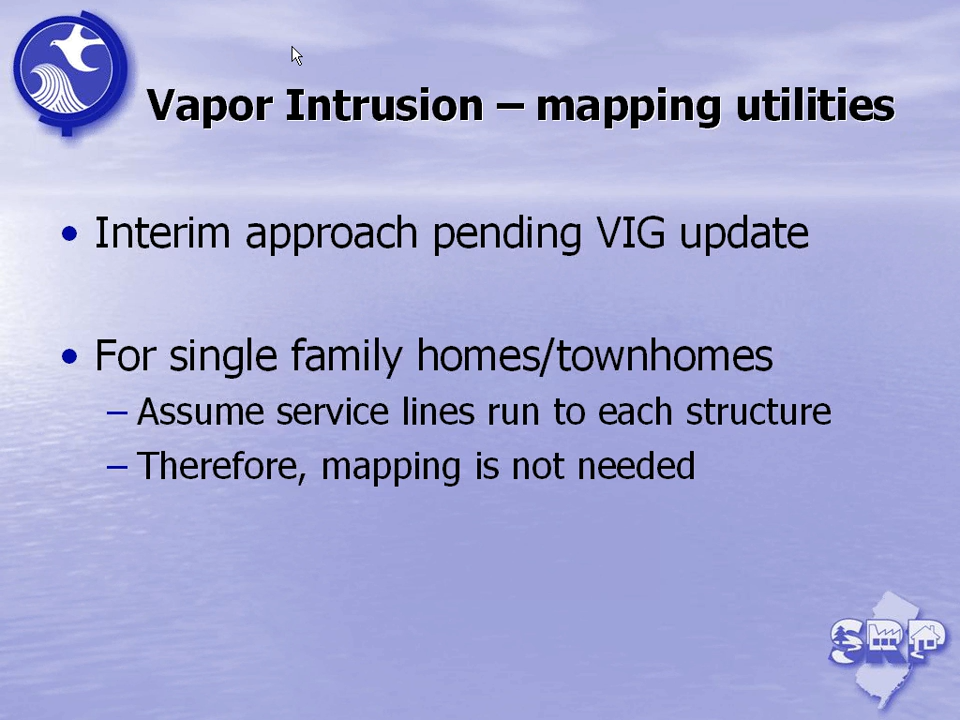 Vapor Intrusion – mapping utilities
• Interim approach pending VIG update
• For single family homes/townhomes
– Assume service lines run to each structure
– Therefore, mapping is not needed
SRP